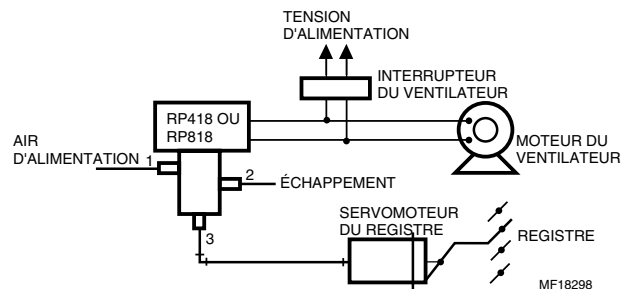 TENSION
D'ALIMENTATION
INTERRUPTEUR
DU VENTILATEUR
RP418 OU
RP818
MOTEUR DU
VENTILATEUR
AIR
D'ALIMENTATION
1
2
ÉCHAPPEMENT
3
SERVOMOTEUR
DU REGISTRE
REGISTRE
MF18298